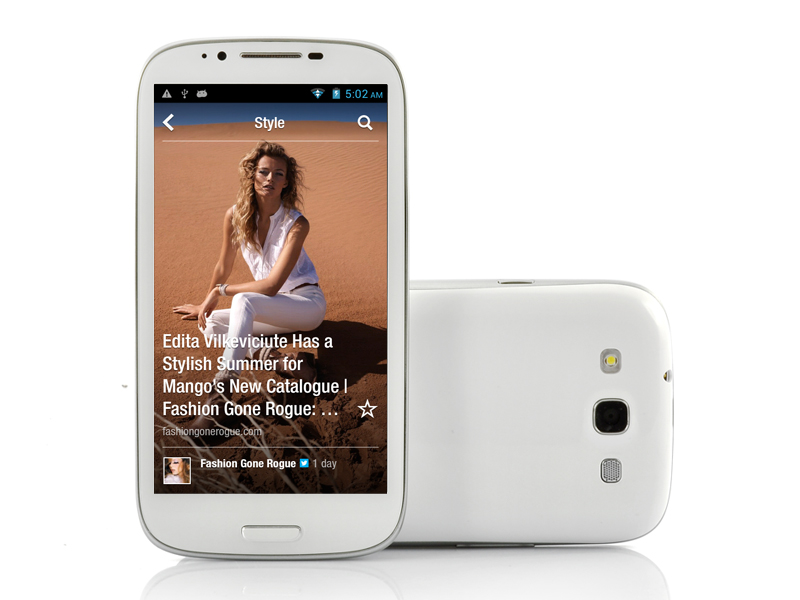 5:02 AM
Style
Edita Vilkeviciute Has a
Stylish Summer for
Mango's New Catalogue |
Fashion Gone Rogue: ...
fashiongonerogue.com
Fashion Gone Rogue 1 day